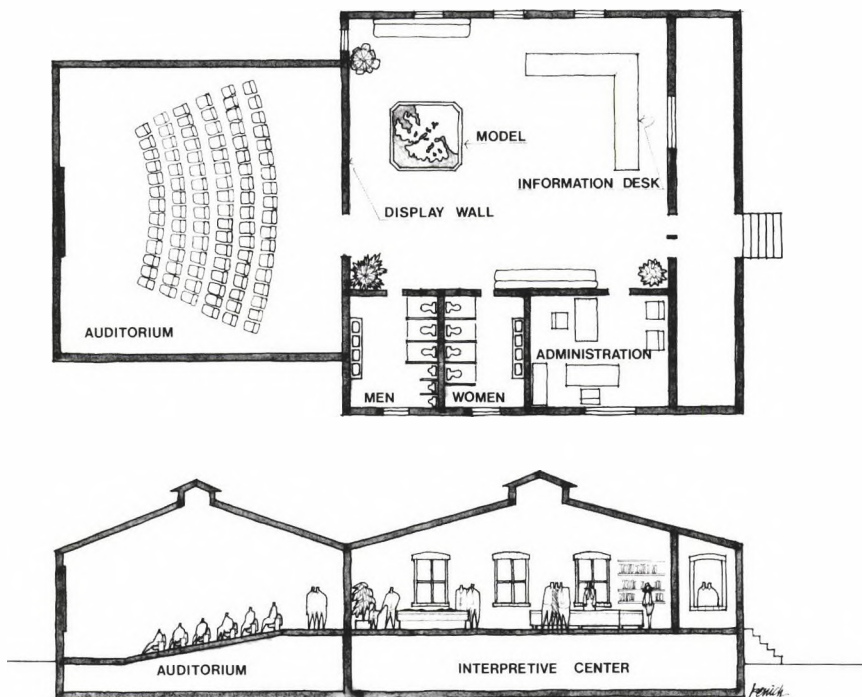 MODEL
INFORMATION DESK
DISPLAY WALL
AUDITORIUM
ADMINISTRATION
MEN
WOMEN
AUDITORIUM
INTERPRETIVE CENTER